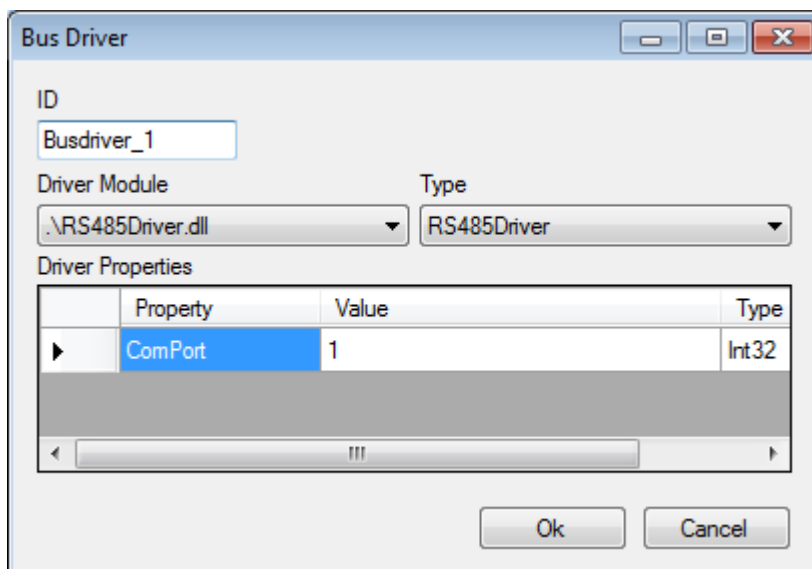 Bus Driver
ID
Busdriver_1
Driver Module Type
.\RS485Driver.dll RS485Driver
Driver Properties
Property Value Type
ComPort 1 Int32
Ok Cancel